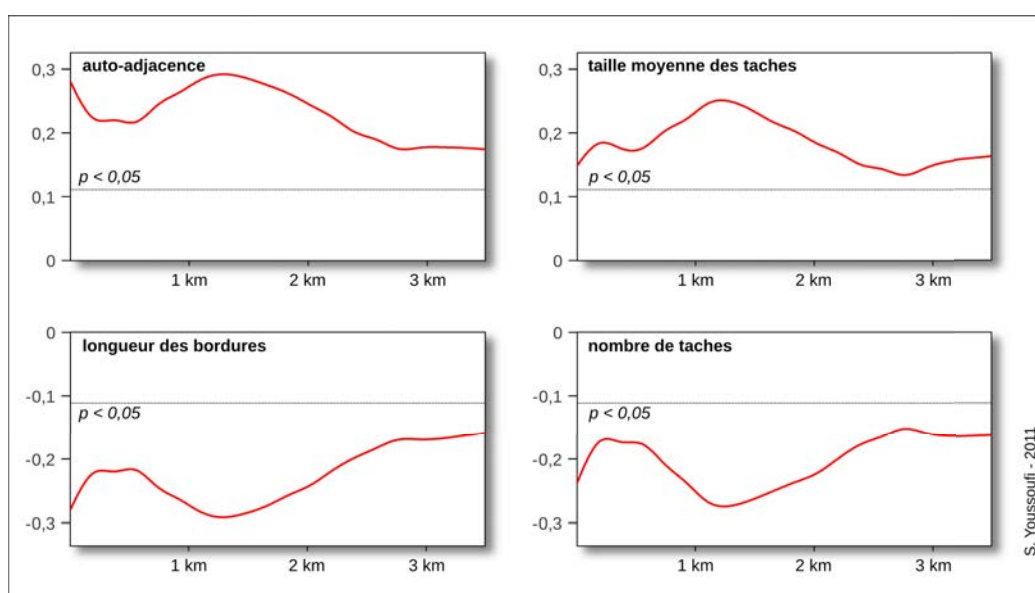 auto-adjacence
0,3
0,2
0,1
0
p < 0,05
1 km
2 km
3 km
taille moyenne des taches
0,3
0,2
0,1
0
p < 0,05
1 km
2 km
3 km
longueur des bordures
0
-0,1
-0,2
-0,3
p < 0,05
1 km
2 km
3 km
nombre de taches
0
-0,1
-0,2
-0,3
p < 0,05
1 km
2 km
3 km
S. Youssoufi - 2011